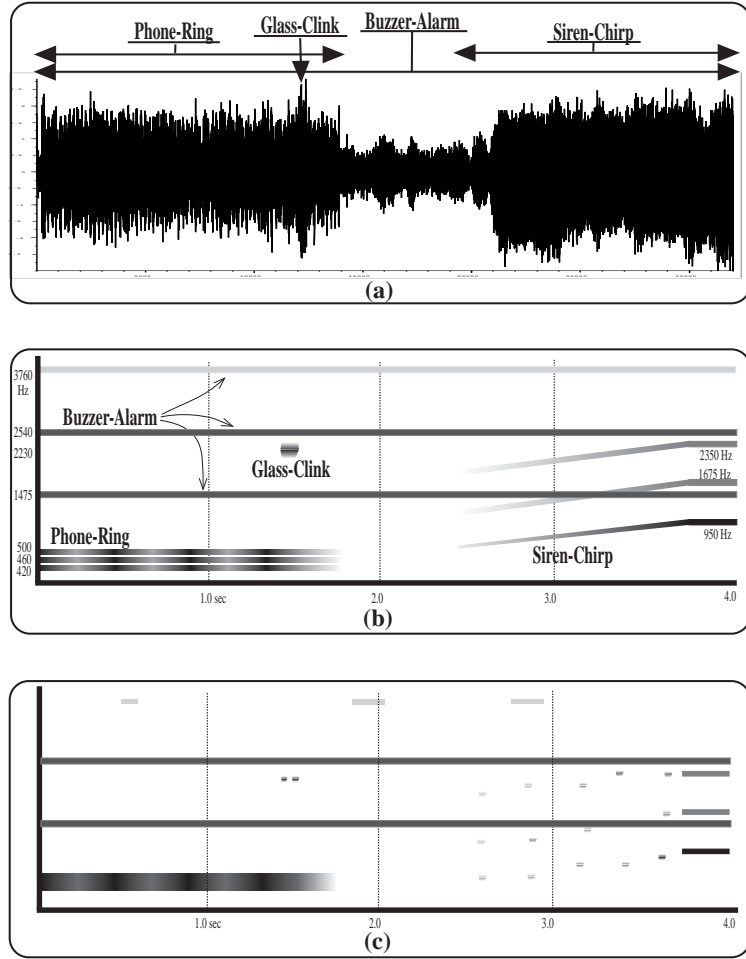 Phone-Ring Glass-Clink Buzzer-Alarm Siren-Chirp
(a)
3760
Hz
Buzzer-Alarm
2540
2230
Glass-Clink
2350 Hz
1675 Hz
1475
Phone-Ring
500
460
420
950 Hz
Siren-Chirp
1.0 sec 2.0 3.0 4.0
(b)
1.0 sec 2.0 3.0 4.0
(c)